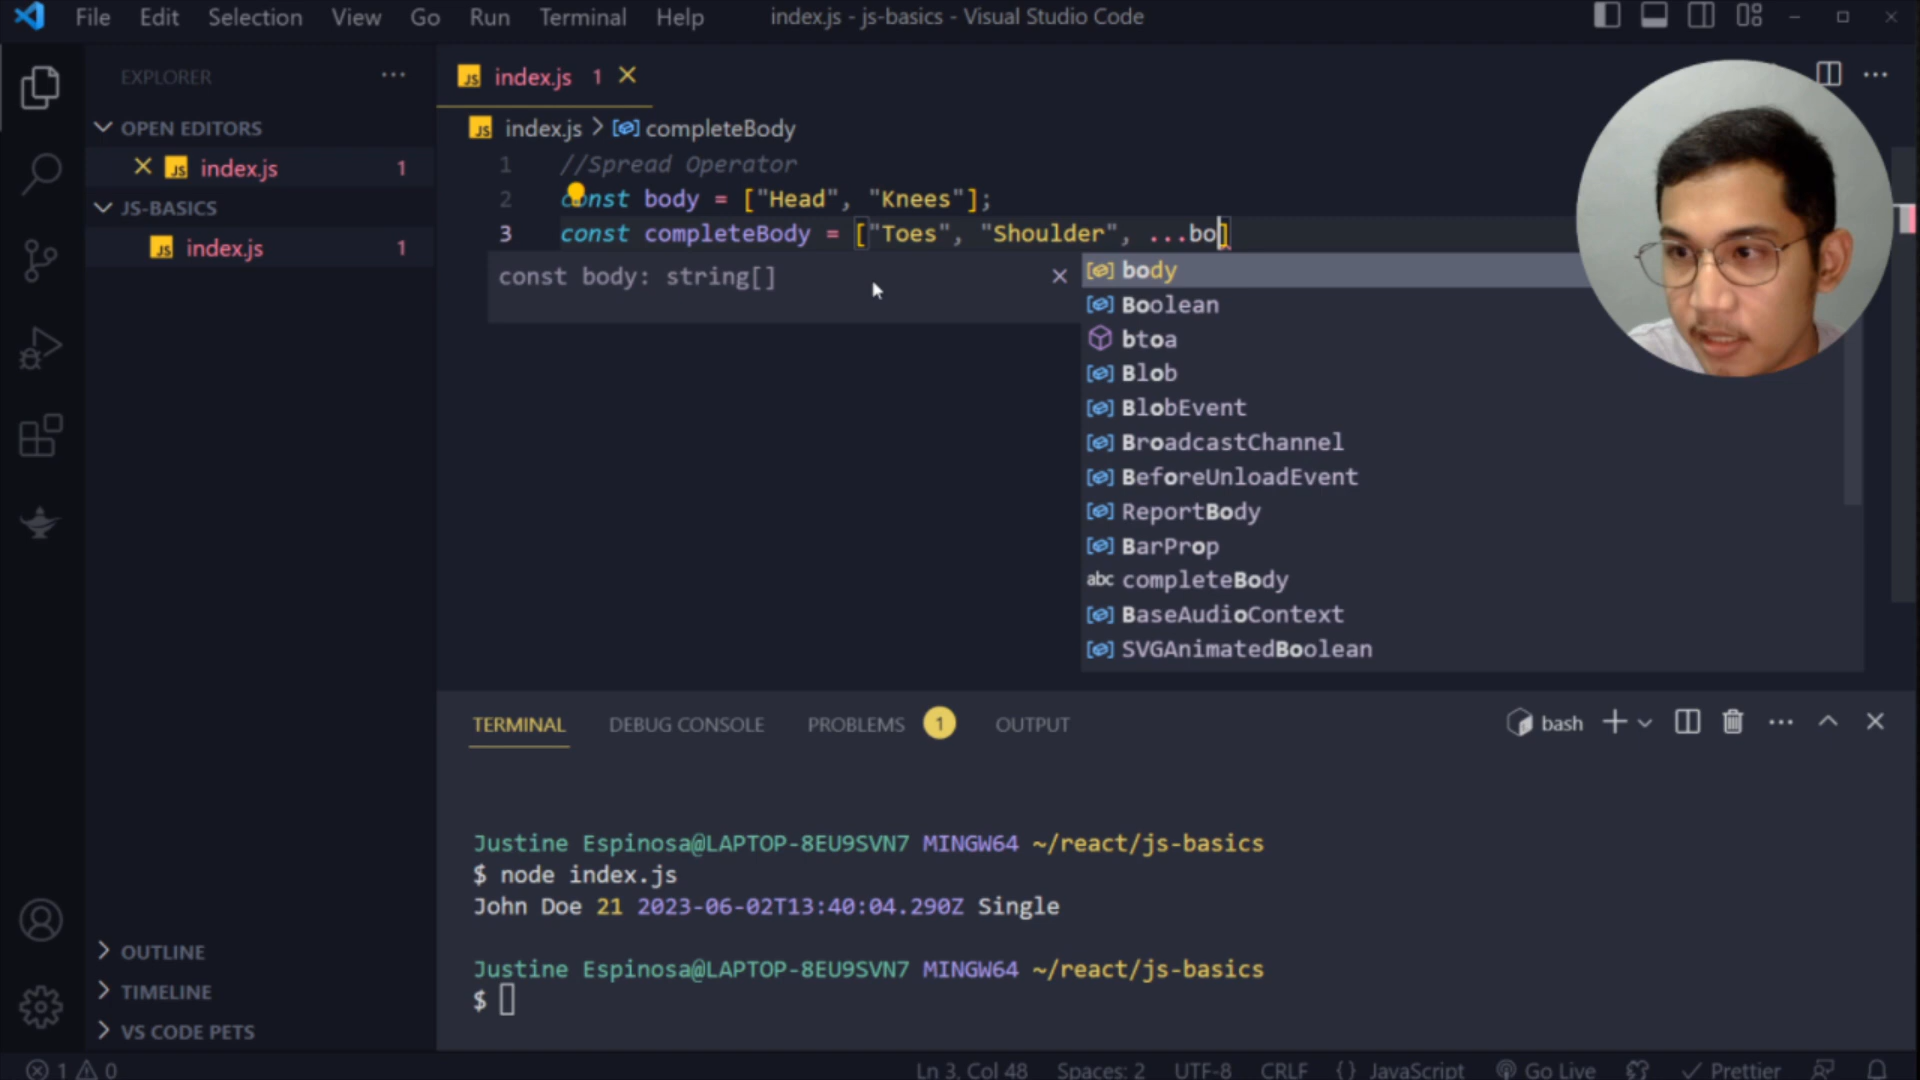 File Edit Selection View Go Run Terminal Help index.js - js-basics - Visual Studio Code
EXPLORER
OPEN EDITORS
index.js 1
JS-BASICS
index.js 1
OUTLINE
TIMELINE
VS CODE PETS
index.js 1
index.js > completeBody
1 //Spread Operator
2 const body = ["Head", "Knees"];
3 const completeBody = ["Toes", "Shoulder", ...bo]
const body: string[]
body
Boolean
btoa
Blob
BlobEvent
BroadcastChannel
BeforeUnloadEvent
ReportBody
BarProp
abc completeBody
BaseAudioContext
SVGAnimatedBoolean
TERMINAL DEBUG CONSOLE PROBLEMS 1 OUTPUT bash
Justine Espinosa@LAPTOP-8EU9SVN7 MINGW64 ~/react/js-basics
$ node index.js
John Doe 21 2023-06-02T13:40:04.290Z Single
Justine Espinosa@LAPTOP-8EU9SVN7 MINGW64 ~/react/js-basics
$
1 0 Ln 3, Col 48 Spaces: 2 UTF-8 CRLF { } JavaScript Go Live Prettier